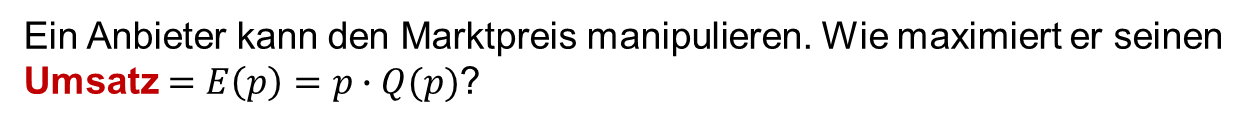 Ein Anbieter kann den Marktpreis manipulieren. Wie maximiert er seinen
Umsatz = E(p) = p · Q(p)?